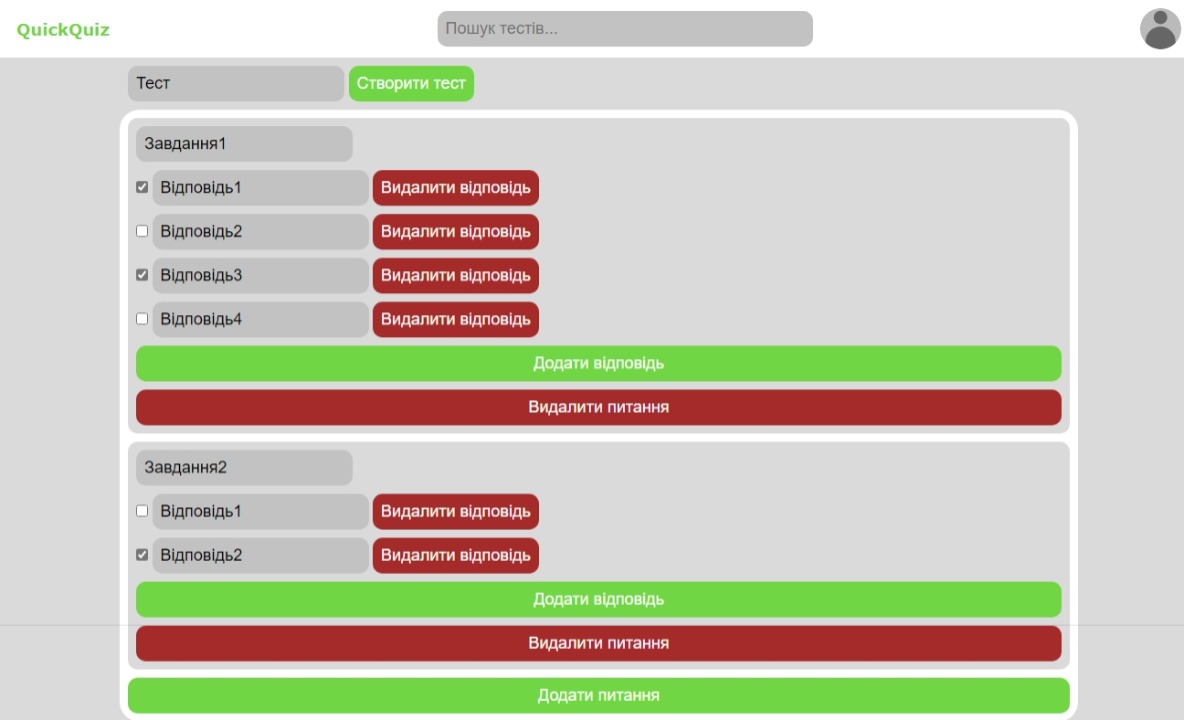 QuickQuiz
Пошук тестів...
Тест
Створити тест
Завдання1
Відповідь1 Видалити відповідь
Відповідь2 Видалити відповідь
Відповідь3 Видалити відповідь
Відповідь4 Видалити відповідь
Додати відповідь
Видалити питання
Завдання2
Відповідь1 Видалити відповідь
Відповідь2 Видалити відповідь
Додати відповідь
Видалити питання
Додати питання